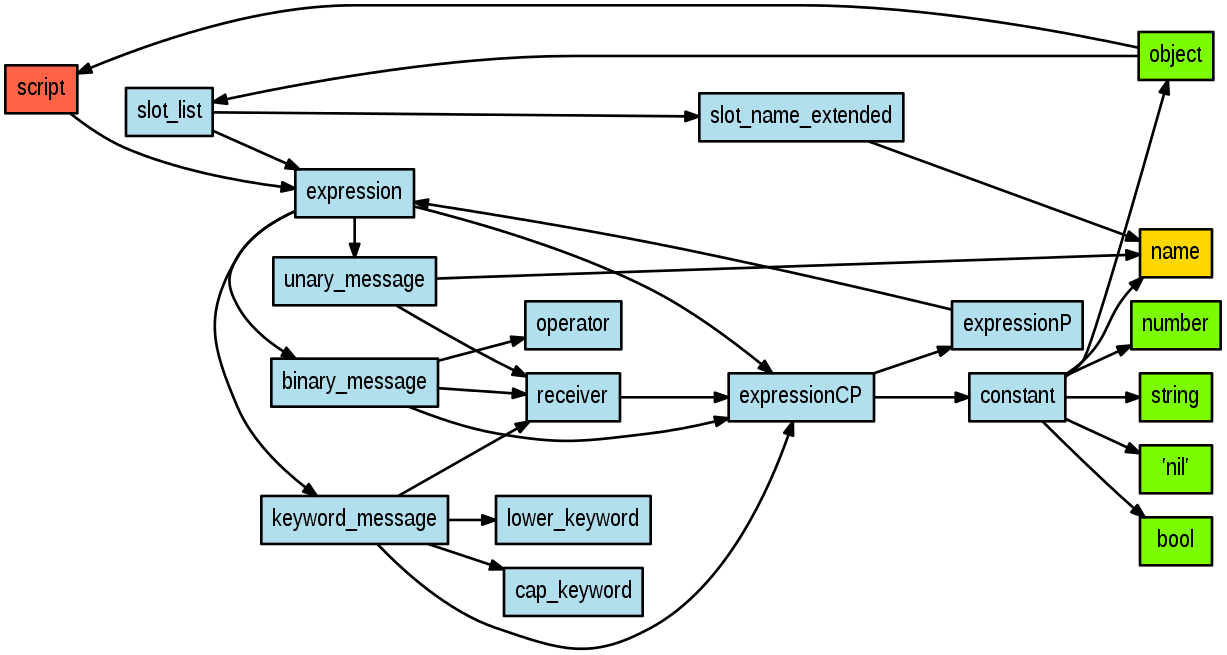 object
script
slot_list
slot_name_extended
expression
name
unary_message
operator
expressionP
number
binary_message
receiver
expressionCP
constant
string
'nil'
keyword_message
lower_keyword
bool
cap_keyword